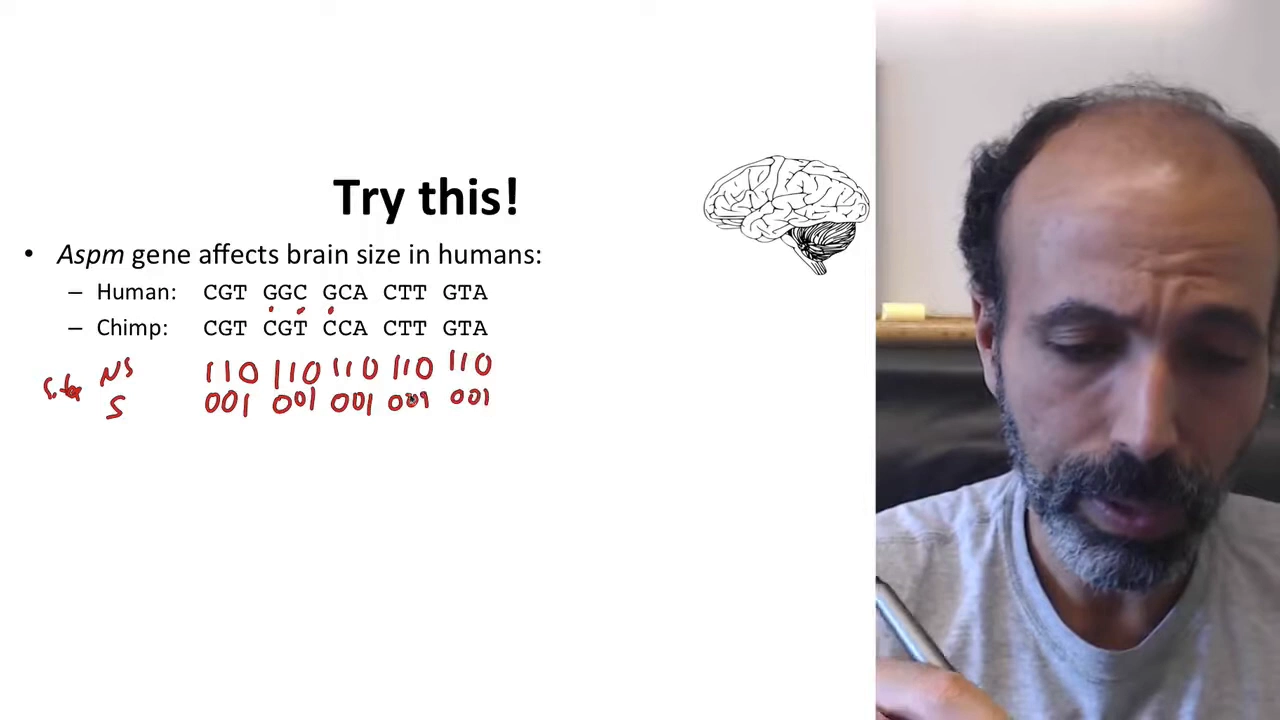 Try this!
• Aspm gene affects brain size in humans:
– Human: CGT GGC GCA CTT GTA
– Chimp: CGT CGT CCA CTT GTA
NS 110 110 110 110 110
S 001 001 001 001 001